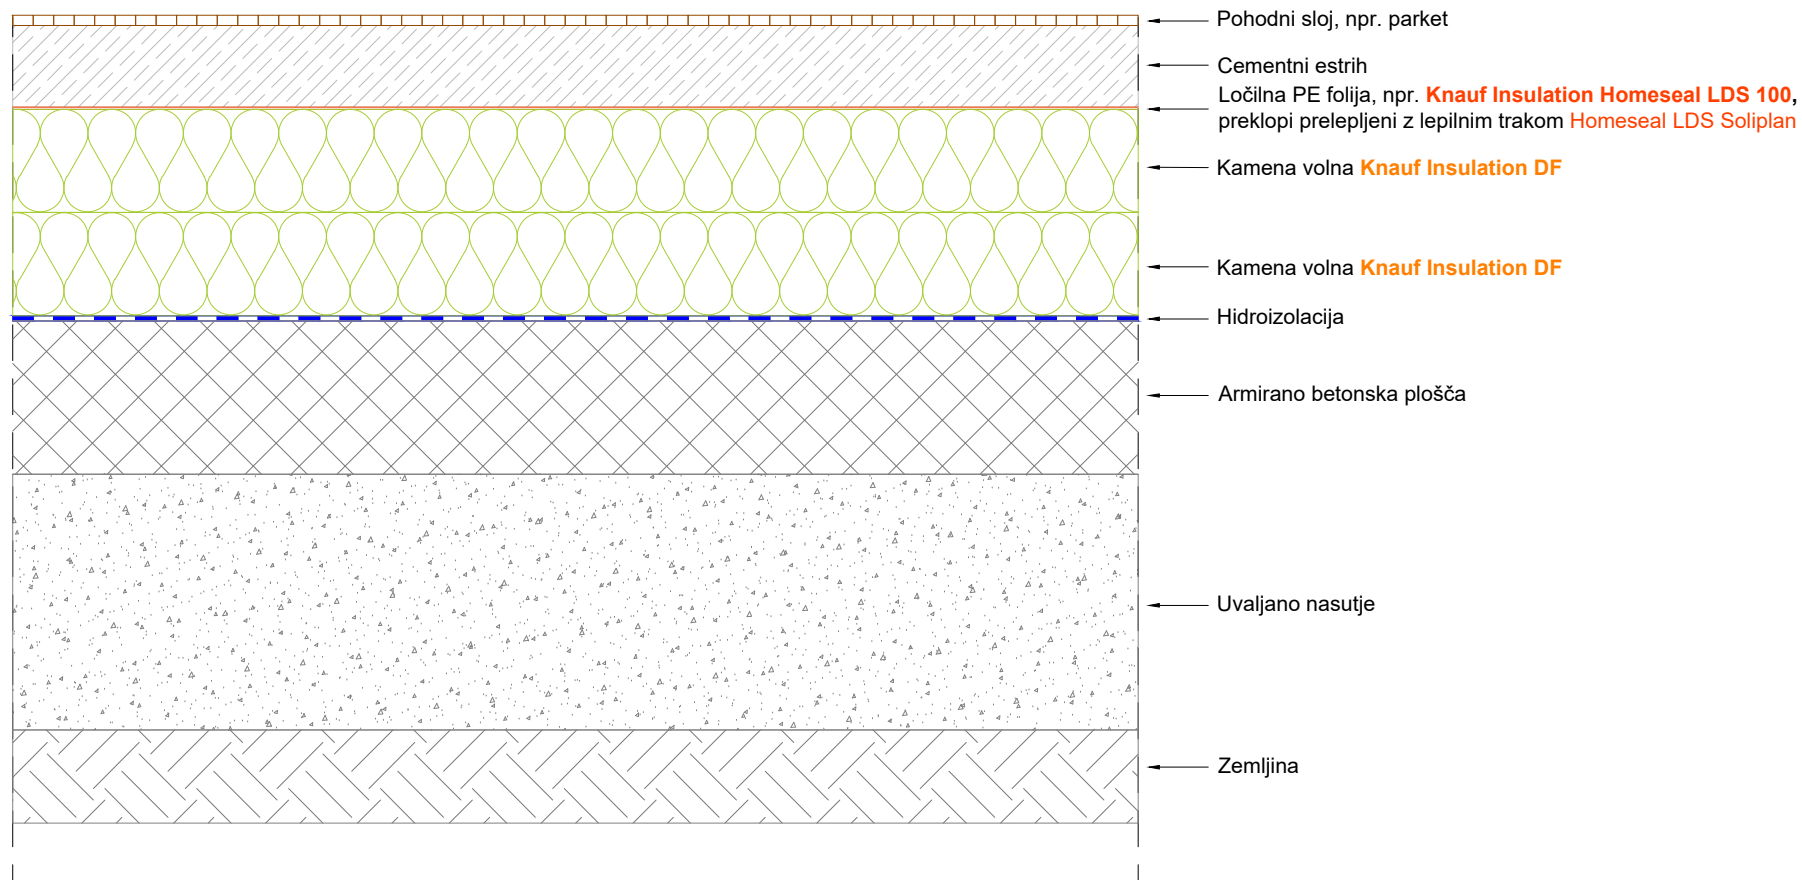 Pohodni sloj, npr. parket
Cementni estrih
Ločilna PE folija, npr. Knauf Insulation Homeseal LDS 100,
preklopi prelepljeni z lepilnim trakom Homeseal LDS Soliplan
Kamena volna Knauf Insulation DF
Kamena volna Knauf Insulation DF
Hidroizolacija
Armirano betonska plošča
Uvaljano nasutje
Zemljina